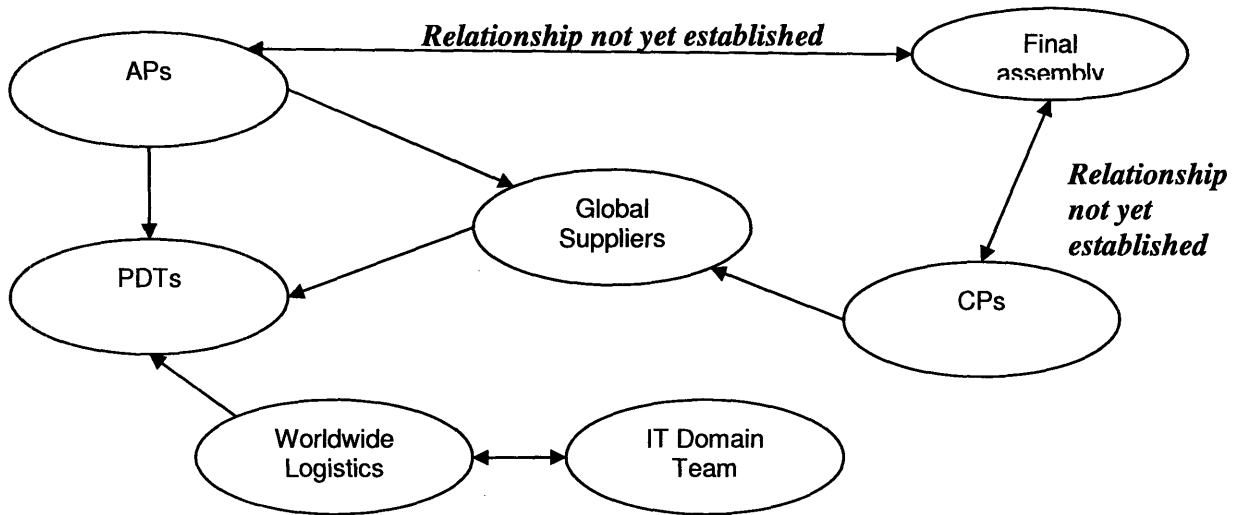 Relationship not yet established
Final
assembly
APs
Relationship
not yet
established
Global
Suppliers
PDTs
CPs
Worldwide
Logistics
IT Domain
Team